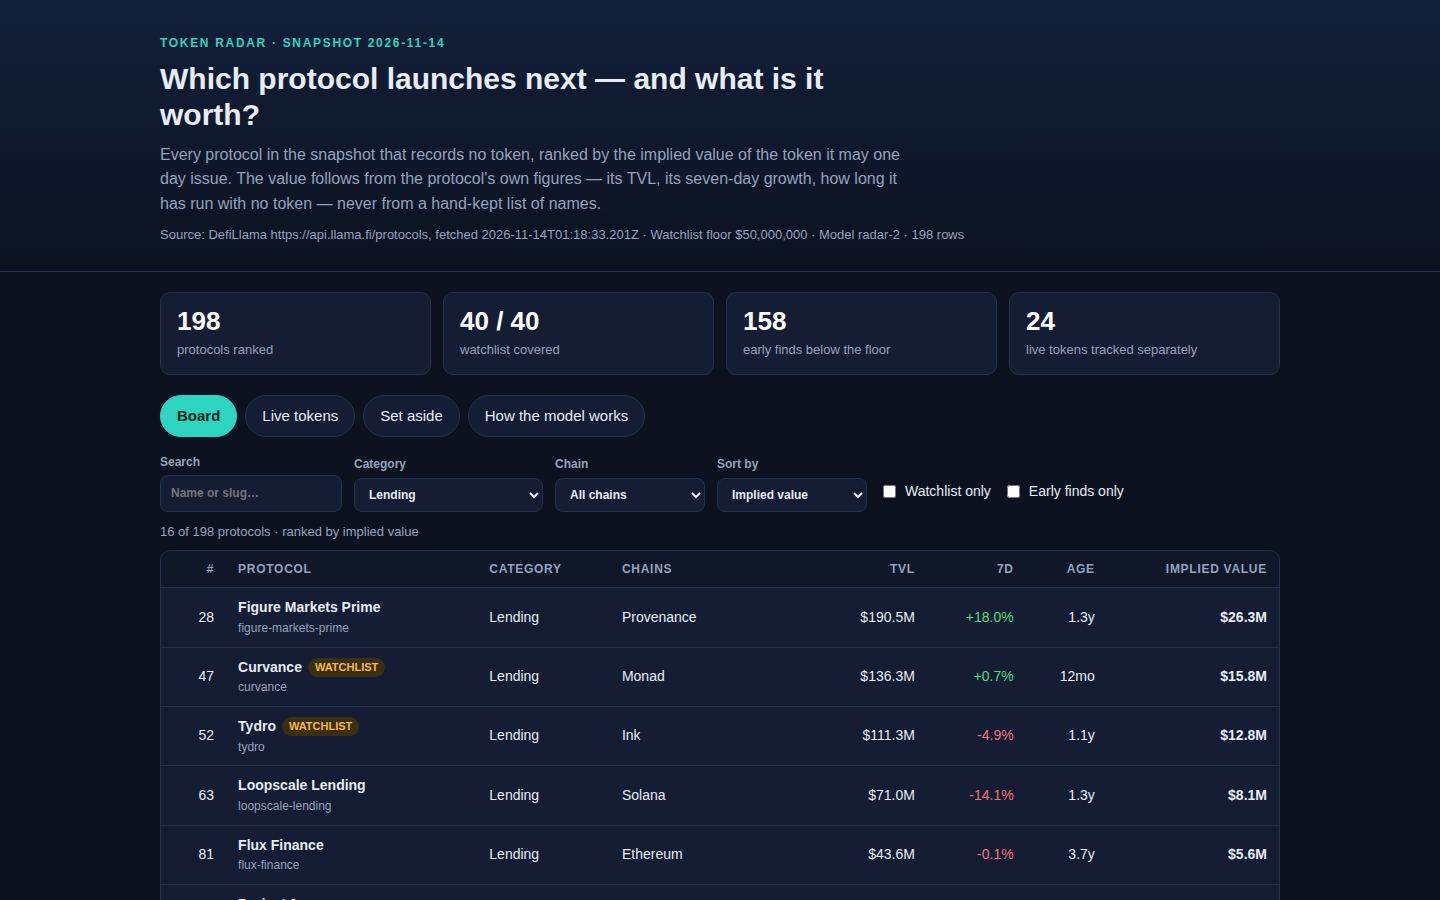 TOKEN RADAR · SNAPSHOT 2026-11-14
Which protocol launches next — and what is it
worth?
Every protocol in the snapshot that records no token, ranked by the implied value of the token it may one
day issue. The value follows from the protocol's own figures — its TVL, its seven-day growth, how long it
has run with no token — never from a hand-kept list of names.
Source: DefiLlama https://api.llama.fi/protocols, fetched 2026-11-14T01:18:33.201Z · Watchlist floor $50,000,000 · Model radar-2 · 198 rows
198
protocols ranked
40 / 40
watchlist covered
158
early finds below the floor
24
live tokens tracked separately
Board Live tokens Set aside How the model works
Search Category Chain Sort by
Name or slug… Lending All chains Implied value Watchlist only Early finds only
16 of 198 protocols · ranked by implied value
# PROTOCOL CATEGORY CHAINS TVL 7D AGE IMPLIED VALUE
28 Figure Markets Prime Lending Provenance $190.5M +18.0% 1.3y $26.3M
figure-markets-prime
47 Curvance WATCHLIST Lending Monad $136.3M +0.7% 12mo $15.8M
curvance
52 Tydro WATCHLIST Lending Ink $111.3M -4.9% 1.1y $12.8M
tydro
63 Loopscale Lending Lending Solana $71.0M -14.1% 1.3y $8.1M
loopscale-lending
81 Flux Finance Lending Ethereum $43.6M -0.1% 3.7y $5.6M
flux-finance